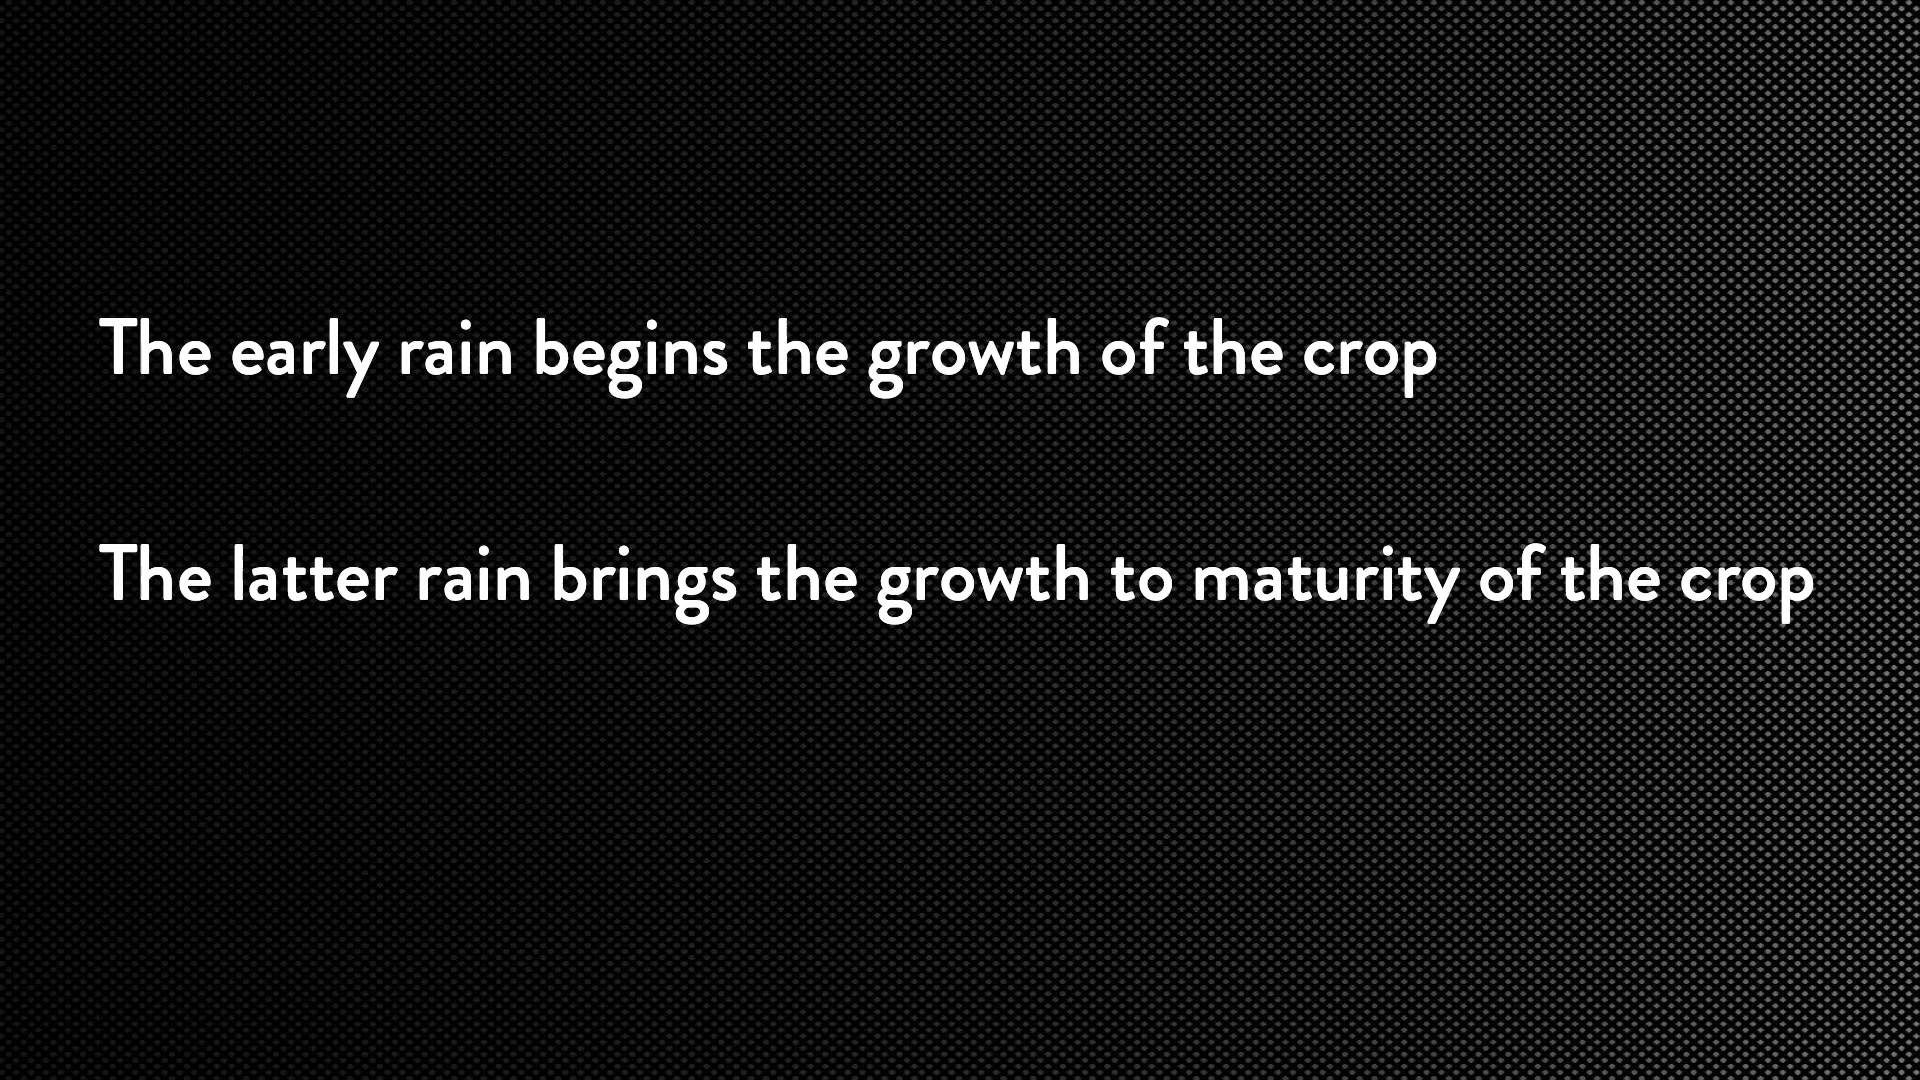 The early rain begins the growth of the crop
The latter rain brings the growth to maturity of the crop